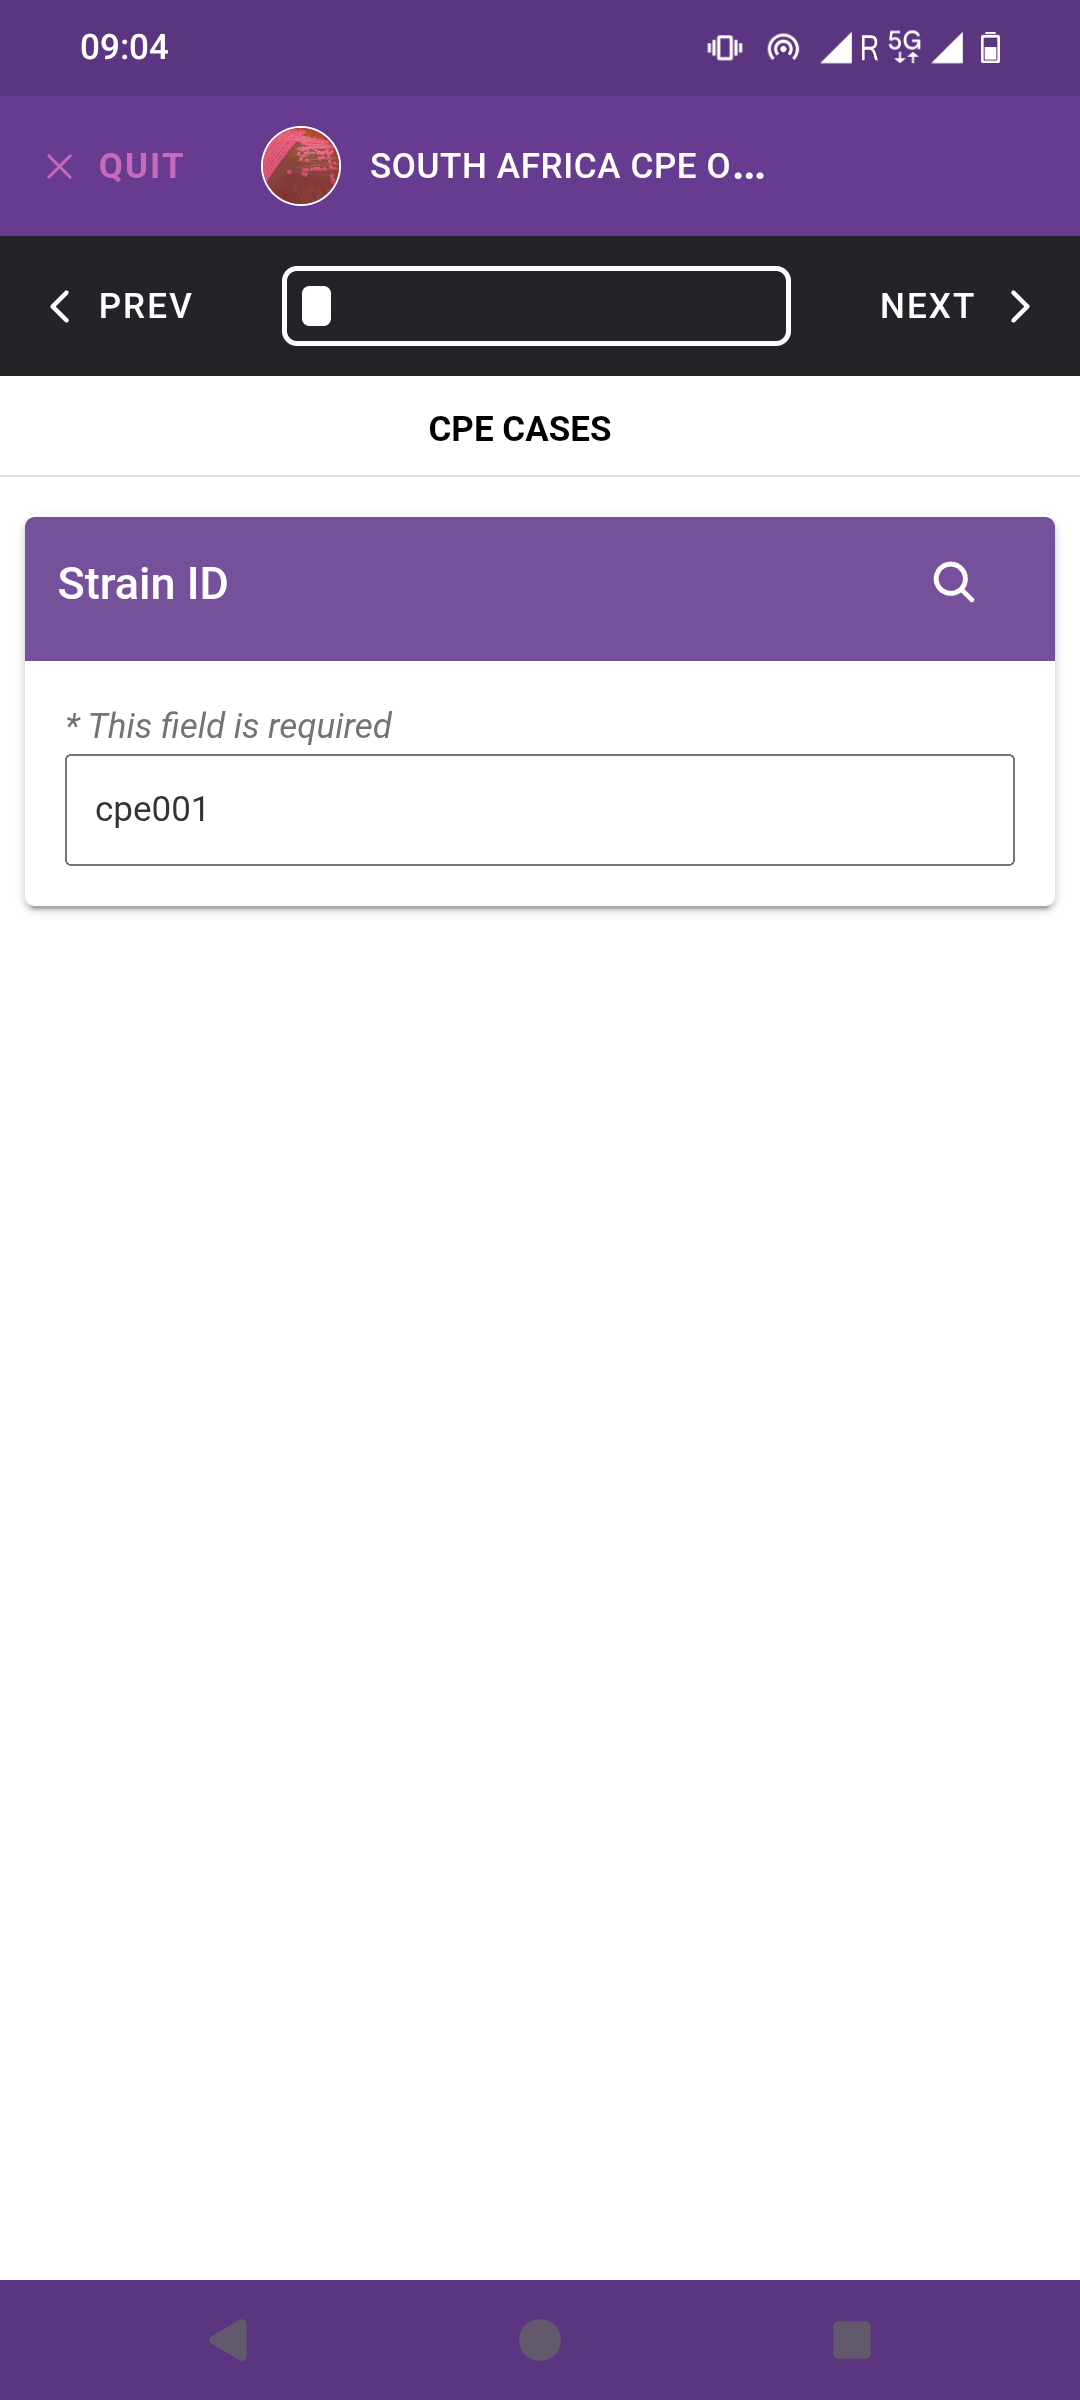 09:04
R 5G
QUIT
SOUTH AFRICA CPE O...
PREV
NEXT
CPE CASES
Strain ID
* This field is required
cpe001